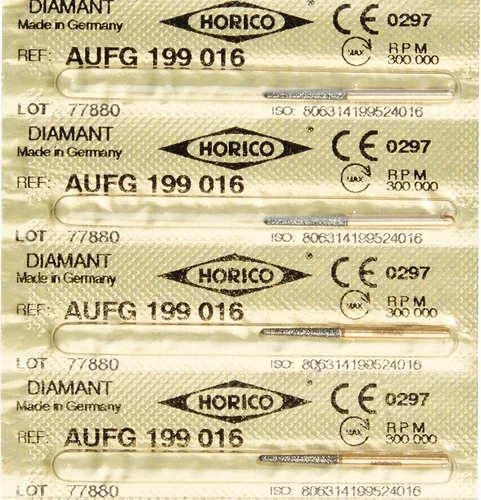 DIAMANT
Made in Germany
HORICO
®
CE 0297
REF: AUFG 199 016
MAX
RPM
300.000
LOT 77880
ISO: 806314199524016
DIAMANT
Made in Germany
HORICO
®
CE 0297
REF: AUFG 199 016
MAX
RPM
300.000
LOT 77880
ISO: 806314199524016
DIAMANT
Made in Germany
HORICO
®
CE 0297
REF: AUFG 199 016
MAX
RPM
300.000
LOT 77880
ISO: 806314199524016
DIAMANT
Made in Germany
HORICO
®
CE 0297
REF: AUFG 199 016
MAX
RPM
300.000
HORICO
LOT 77880
ISO: 806314199524016